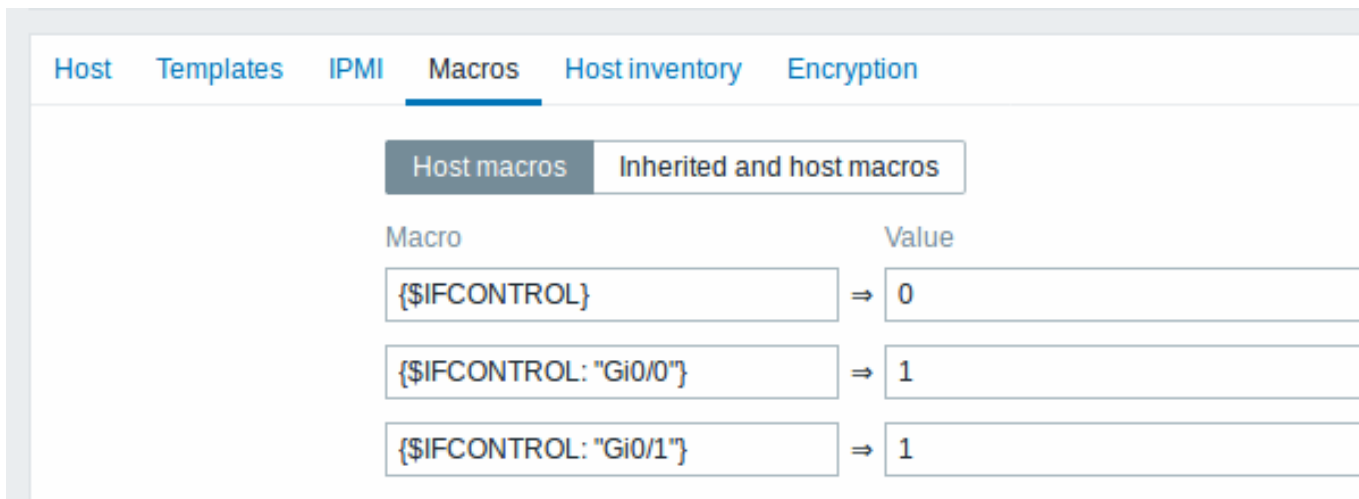 Host Templates IPMI Macros Host inventory Encryption
Host macros Inherited and host macros
Macro Value
{$IFCONTROL} ⇒ 0
{$IFCONTROL: "Gi0/0"} ⇒ 1
{$IFCONTROL: "Gi0/1"} ⇒ 1